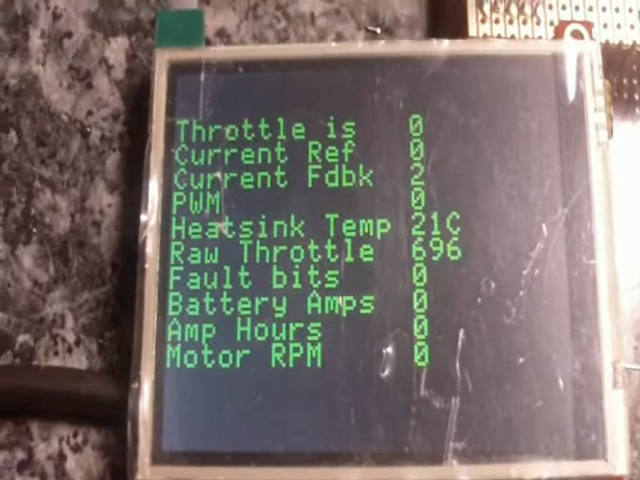 Throttle is 0
Current Ref 0
Current Fdbk 2
PWM 0
Heatsink Temp 21C
Raw Throttle 696
Fault bits 0
Battery Amps 0
Amp Hours 0
Motor RPM 0